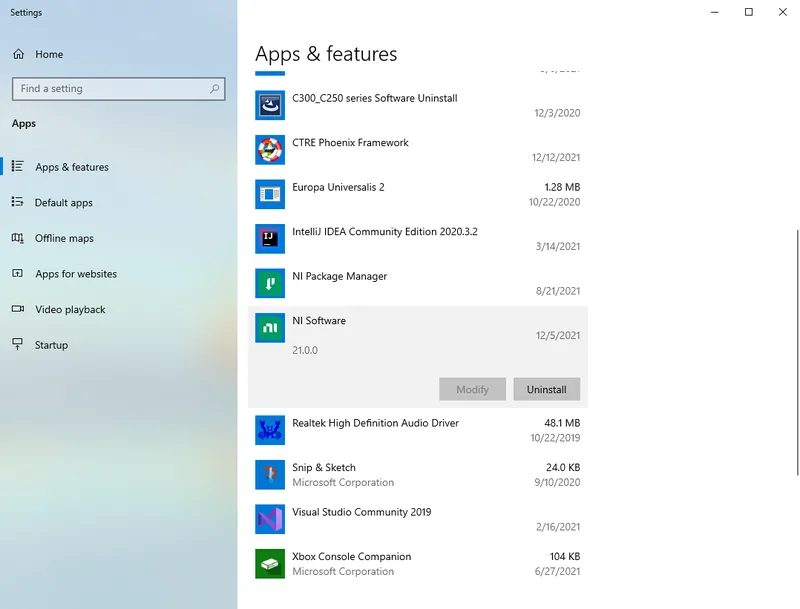 Settings
Home
Find a setting
Apps
Apps & features
Default apps
Offline maps
Apps for websites
Video playback
Startup
Apps & features
C300_C250 series Software Uninstall
12/3/2020
CTRE Phoenix Framework
12/12/2021
Europa Universalis 2
1.28 MB
10/22/2020
IntelliJ IDEA Community Edition 2020.3.2
3/14/2021
NI Package Manager
8/21/2021
NI Software
12/5/2021
21.0.0
Modify
Uninstall
Realtek High Definition Audio Driver
48.1 MB
10/22/2019
Snip & Sketch
24.0 KB
Microsoft Corporation
9/10/2020
Visual Studio Community 2019
2/16/2021
Xbox Console Companion
104 KB
Microsoft Corporation
6/27/2021